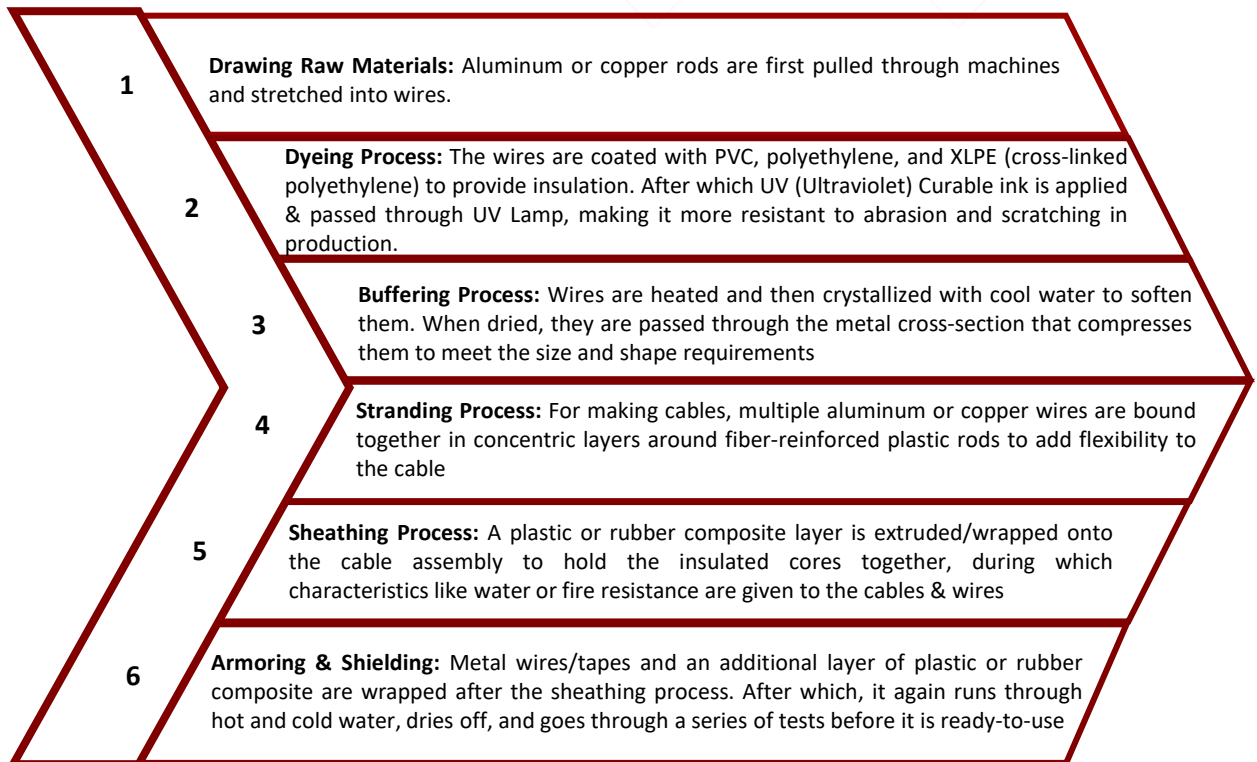 1
Drawing Raw Materials: Aluminum or copper rods are first pulled through machines
and stretched into wires.
2
Dyeing Process: The wires are coated with PVC, polyethylene, and XLPE (cross-linked
polyethylene) to provide insulation. After which UV (Ultraviolet) Curable ink is applied
& passed through UV Lamp, making it more resistant to abrasion and scratching in
production.
3
Buffering Process: Wires are heated and then crystallized with cool water to soften
them. When dried, they are passed through the metal cross-section that compresses
them to meet the size and shape requirements
4
Stranding Process: For making cables, multiple aluminum or copper wires are bound
together in concentric layers around fiber-reinforced plastic rods to add flexibility to
the cable
5
Sheathing Process: A plastic or rubber composite layer is extruded/wrapped onto
the cable assembly to hold the insulated cores together, during which
characteristics like water or fire resistance are given to the cables & wires
6
Armoring & Shielding: Metal wires/tapes and an additional layer of plastic or rubber
composite are wrapped after the sheathing process. After which, it again runs through
hot and cold water, dries off, and goes through a series of tests before it is ready-to-use